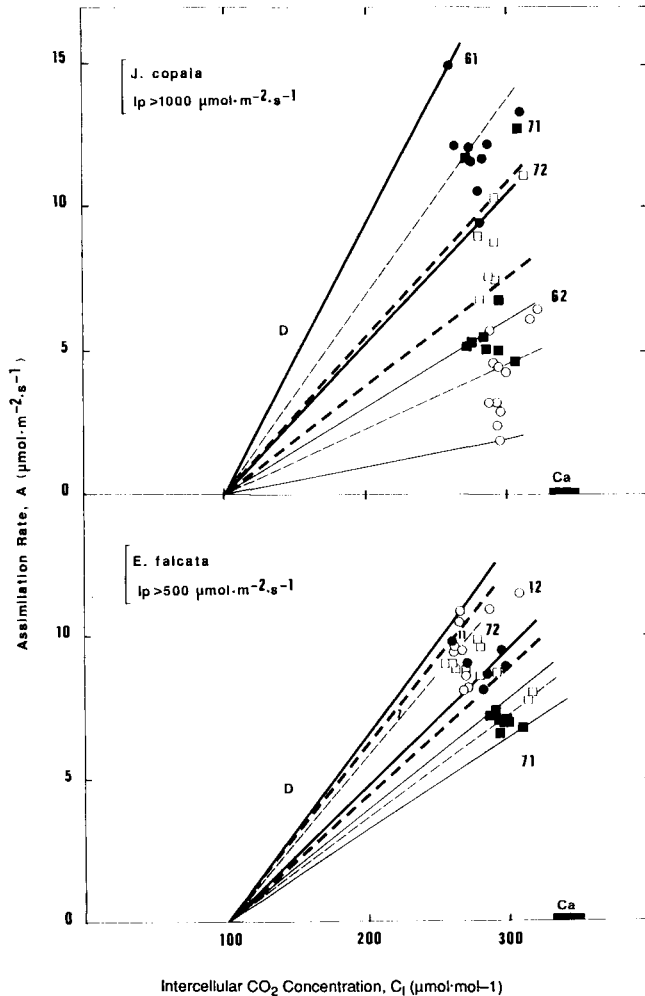 15
J. copaia
Ip >1000 µmol·m⁻²·s⁻¹
61
71
72
10
D
62
5
0
Ca
Assimilation Rate, A (µmol·m⁻²·s⁻¹)
E. falcata
Ip >500 µmol·m⁻²·s⁻¹
12
72
11
10
5
D
71
0
Ca
100
200
300
Intercellular CO₂ Concentration, Cᵢ (µmol·mol–1)